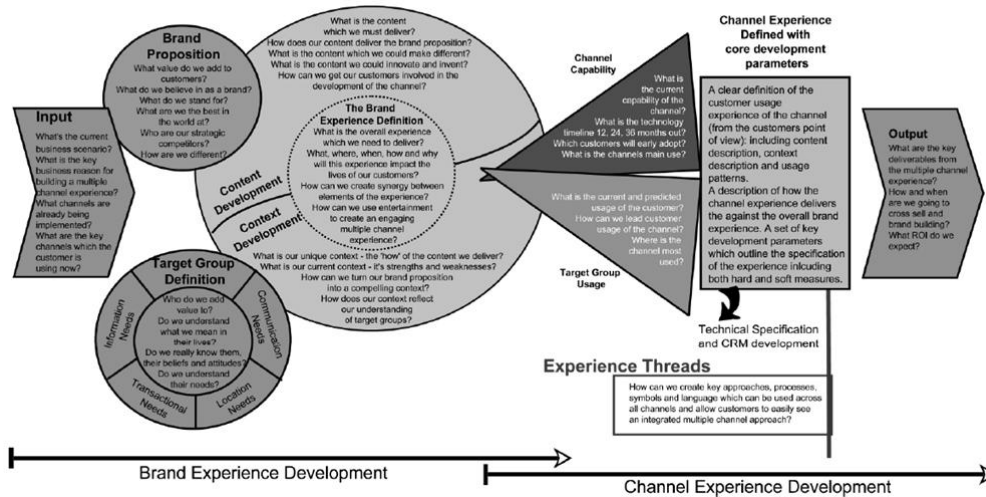 Input
What's the current
business scenario?
What is the key
business reason for
building a multiple
channel experience?
What channels are
already being
implemented?
What are the key
channels which the
customer is
using now?
Brand
Proposition
What value do we add to
customers?
What do we believe in as a brand?
What do we stand for?
What are we the best in
the world at?
Who are our strategic
competitors?
How are we different?
Target Group
Definition
Who do we add
value to?
Do we understand
what we mean in
their lives?
Do we really know them,
their beliefs and attitudes?
Do we understand
their needs?
Information
Needs
Communication
Needs
Transactional
Needs
Location
Needs
What is the content
which we must deliver?
How does our content deliver the brand proposition?
What is the content which we could make different?
What is the content we could innovate and invent?
How can we get our customers involved in the
development of the channel?
Content
Development
The Brand
Experience Definition
What is the overall experience
which we need to deliver?
What, where, when, how and why
will this experience impact the
lives of our customers?
How can we create synergy between
elements of the experience?
How can we use entertainment
to create an engaging
multiple channel
experience?
Context
Development
What is our unique context - the 'how' of the content we deliver?
What is our current context - it's strengths and weaknesses?
How can we turn our brand proposition
into a compelling context?
How does our context reflect
our understanding
of target groups?
Channel
Capability
What is
the current
capability of the
channel?
What is the technology
timeline 12, 24, 36 months out?
Which customers will early adopt?
What is the channels main use?
What is the current and predicted
usage of the customer?
How can we lead customer
usage of the channel?
Where is the
channel most
used?
Target Group
Usage
Channel Experience
Defined with
core development
parameters
A clear definition of the
customer usage
experience of the channel
(from the customers point
of view): including content
description, context
description and usage
patterns.
A description of how the
channel experience delivers
the against the overall brand
experience. A set of key
development parameters
which outline the specification
of the experience inlcuding
both hard and soft measures.
Technical Specification
and CRM development
Output
What are the key
deliverables from
the multiple channel
experience?
How and when
are we going to
cross sell and
brand building?
What ROI do we
expect?
Experience Threads
How can we create key approaches, processes,
symbols and language which can be used across
all channels and allow customers to easily see
an integrated multiple channel approach?
Brand Experience Development
Channel Experience Development